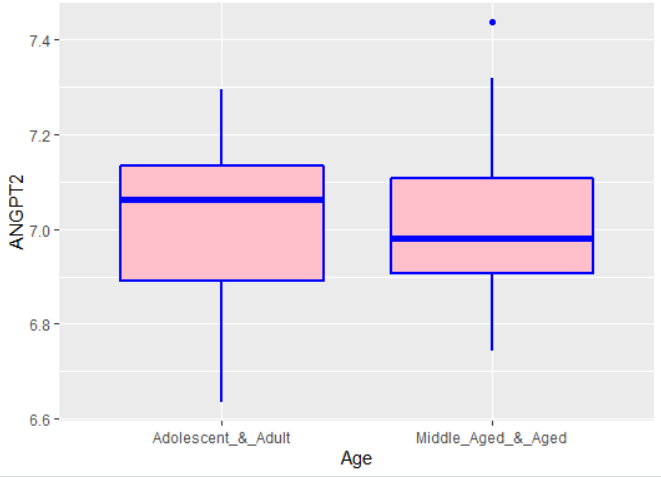 7.4
7.2
7.0
6.8
6.6
ANGPT2
Adolescent_&_Adult
Middle_Aged_&_Aged
Age